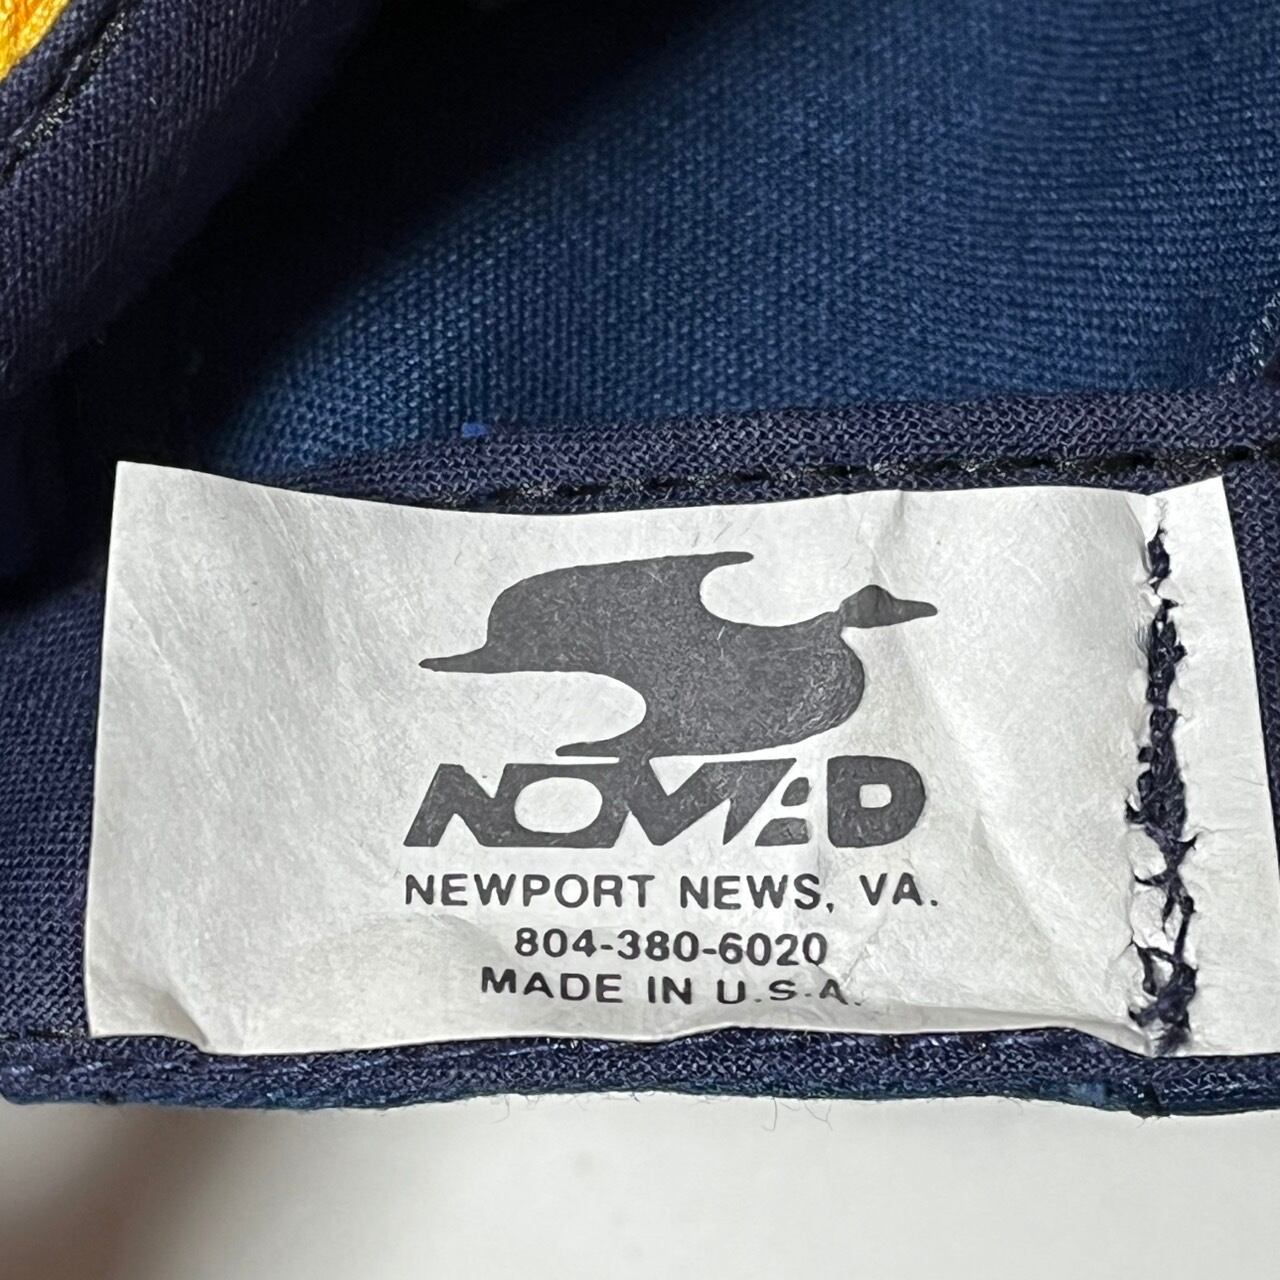 NOMAD
NEWPORT NEWS, VA.
804-380-6020
MADE IN U.S.A.